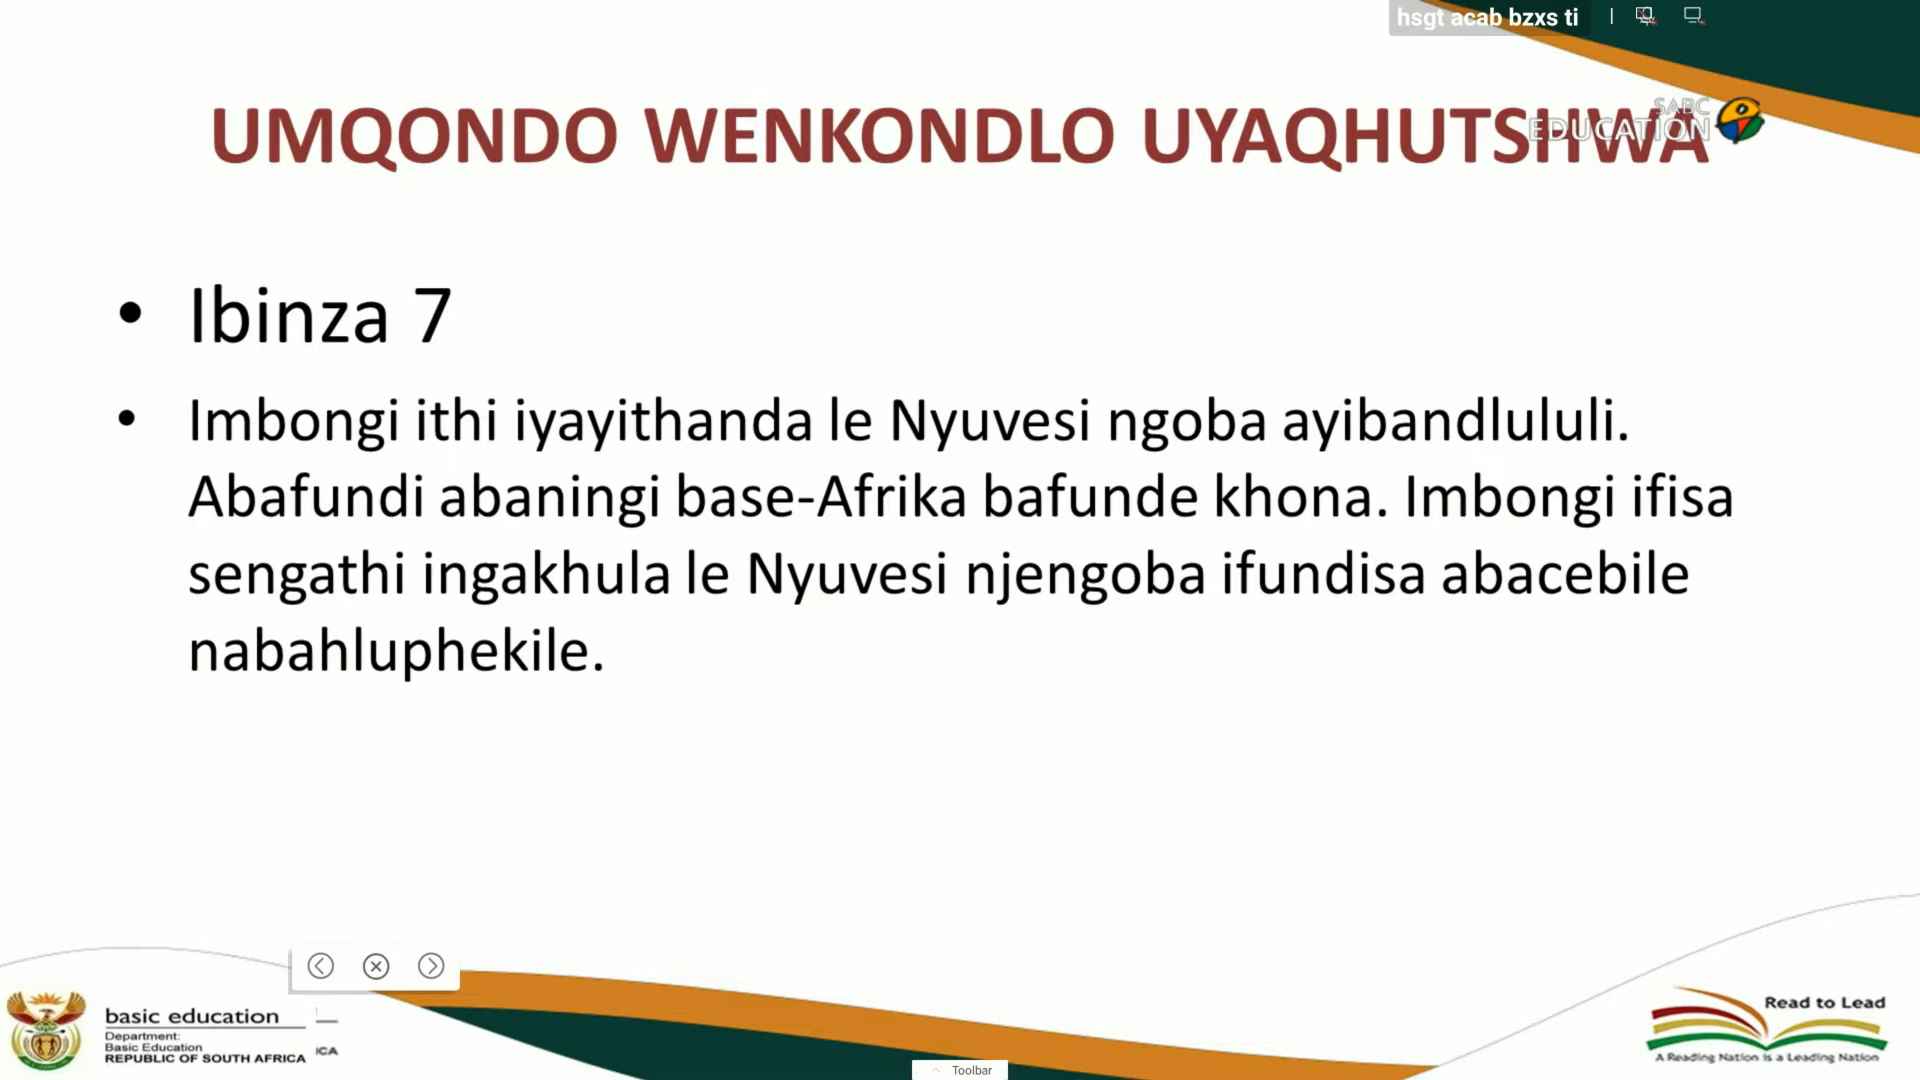 hsgt acab bzxs ti
SABC
EDUCATION
UMQONDO WENKONDLO UYAQHUTSHWA
• Ibinza 7
• Imbongi ithi iyayithanda le Nyuvesi ngoba ayibandlululi.
Abafundi abaningi base-Afrika bafunde khona. Imbongi ifisa
sengathi ingakhula le Nyuvesi njengoba ifundisa abacebile
nabahluphekile.
basic education
Department:
Basic Education
REPUBLIC OF SOUTH AFRICA
ICA
Read to Lead
A Reading Nation is a Leading Nation
Toolbar